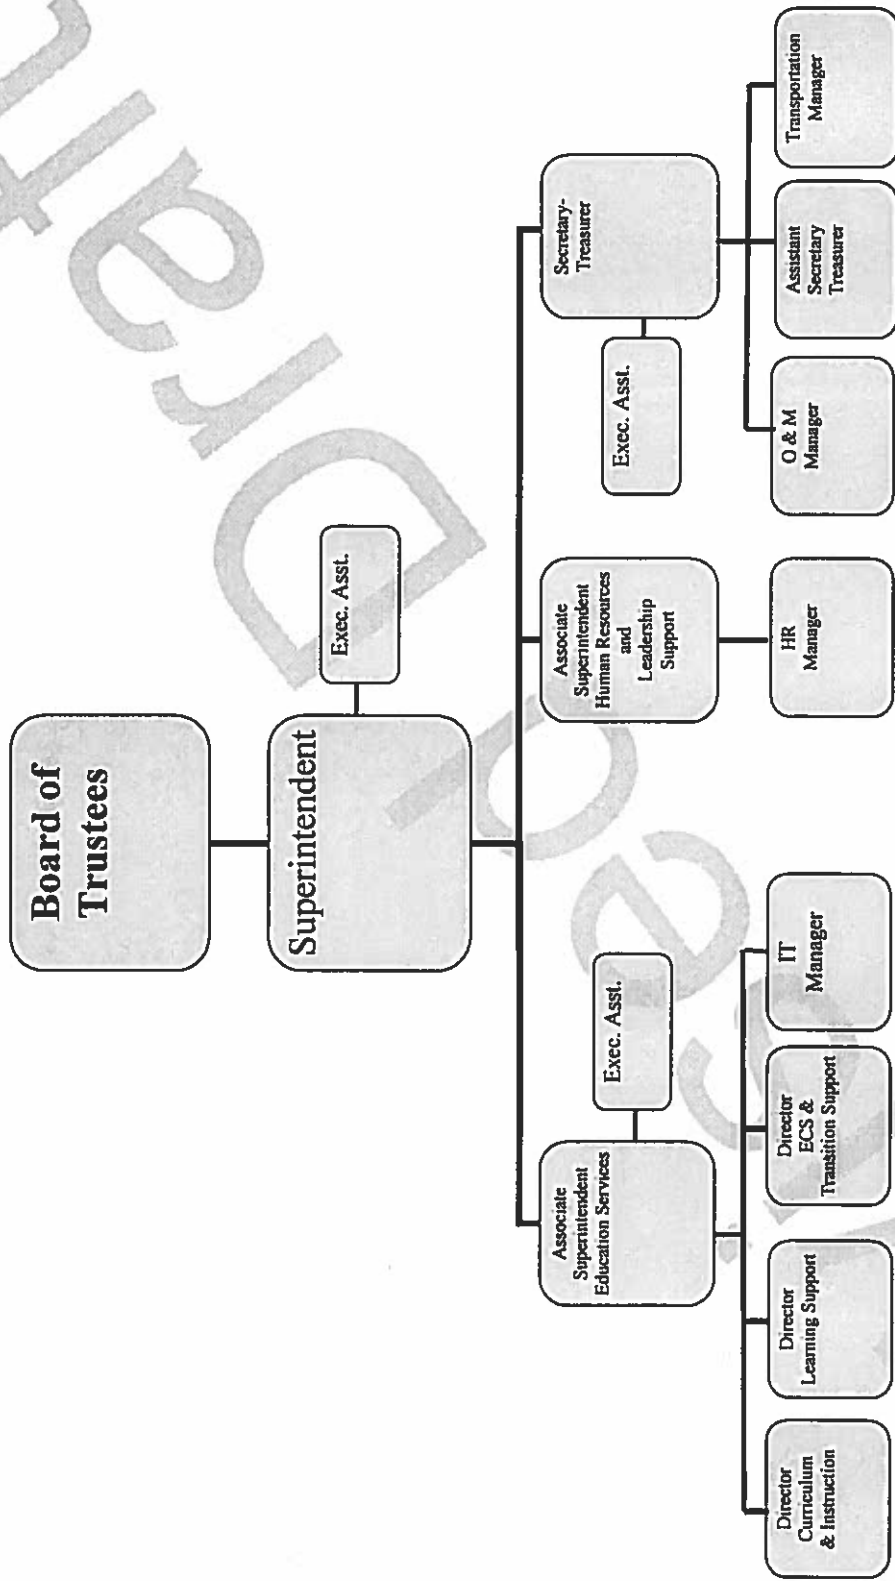 Board of
Trustees
Superintendent
Exec. Asst.
Associate
Superintendent
Education Services
Exec. Asst.
Associate
Superintendent
Human Resources
and
Leadership
Support
Secretary-
Treasurer
Exec. Asst.
Director
Curriculum
& Instruction
Director
Learning Support
Director
ECS &
Transition Support
IT
Manager
HR
Manager
O & M
Manager
Assistant
Secretary
Treasurer
Transportation
Manager
Draft